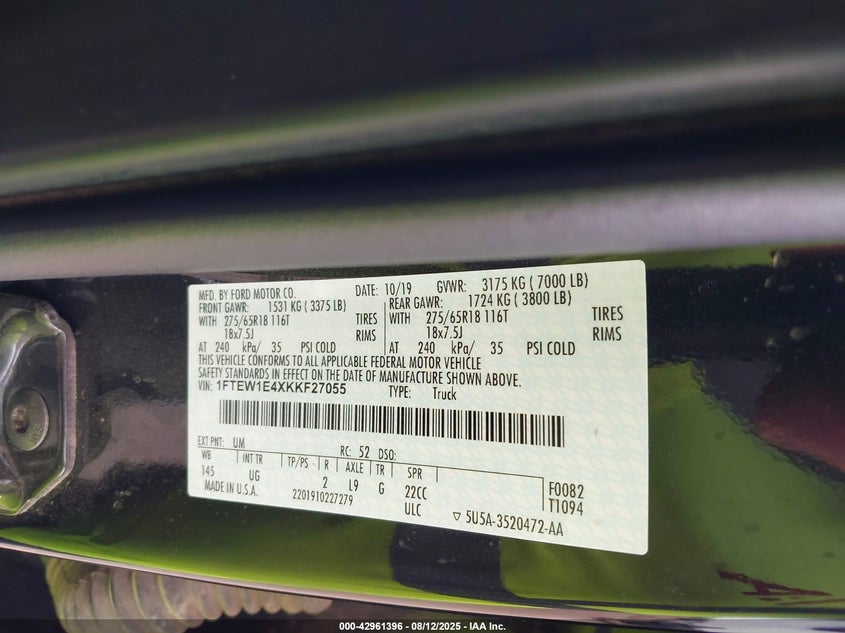 MFD. BY FORD MOTOR CO. DATE: 10/19 GVWR: 3175 KG ( 7000 LB)
FRONT GAWR: 1531 KG ( 3375 LB) REAR GAWR: 1724 KG ( 3800 LB)
WITH 275/65R18 116T TIRES WITH 275/65R18 116T TIRES
18x7.5J RIMS 18x7.5J RIMS
AT 240 kPa/ 35 PSI COLD AT 240 kPa/ 35 PSI COLD
THIS VEHICLE CONFORMS TO ALL APPLICABLE FEDERAL MOTOR VEHICLE
SAFETY STANDARDS IN EFFECT ON THE DATE OF MANUFACTURE SHOWN ABOVE.
VIN: 1FTEW1E4XKKF27055 TYPE: Truck
EXT PNT: UM RC: 52 DSO:
WB INT TR TP/PS R AXLE TR SPR
145 UG 2 L9 G 22CC F0082
ULC T1094
MADE IN U.S.A. 2201910227279 ▽ 5U5A-3520472-AA
000-42961396 - 08/12/2025 - IAA Inc.